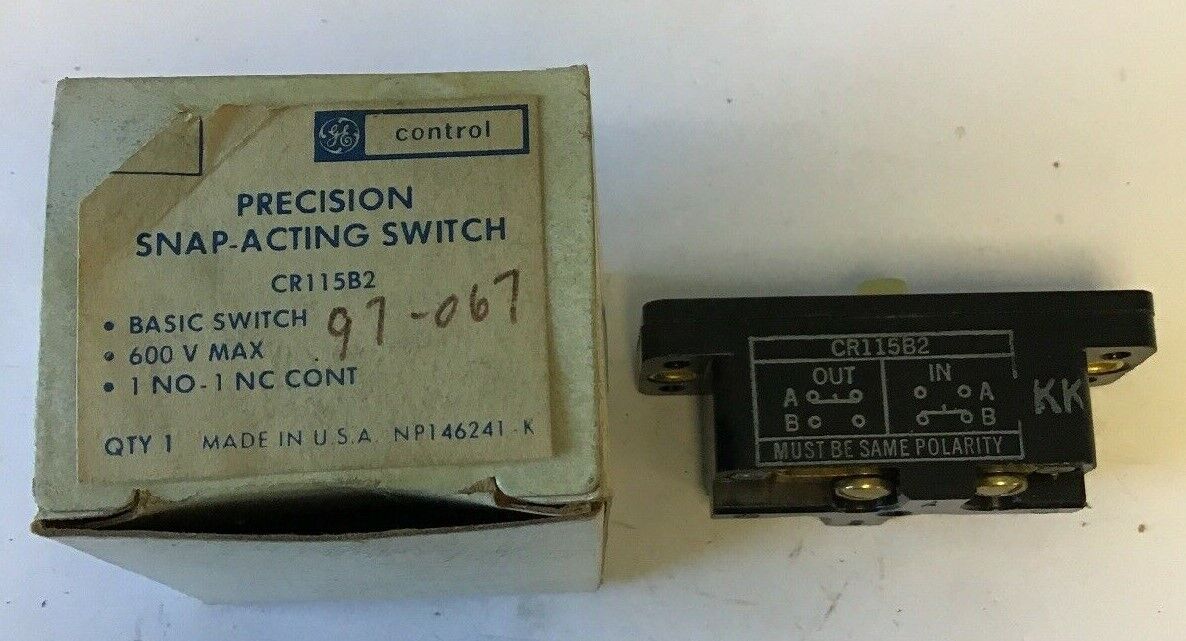 GE control
PRECISION
SNAP-ACTING SWITCH
CR115B2
• BASIC SWITCH
• 600 V MAX
• 1 NO-1 NC CONT
97-067
QTY 1 MADE IN U.S.A. NP146241-K
CR115B2
OUT IN
A A
B B
MUST BE SAME POLARITY
KK